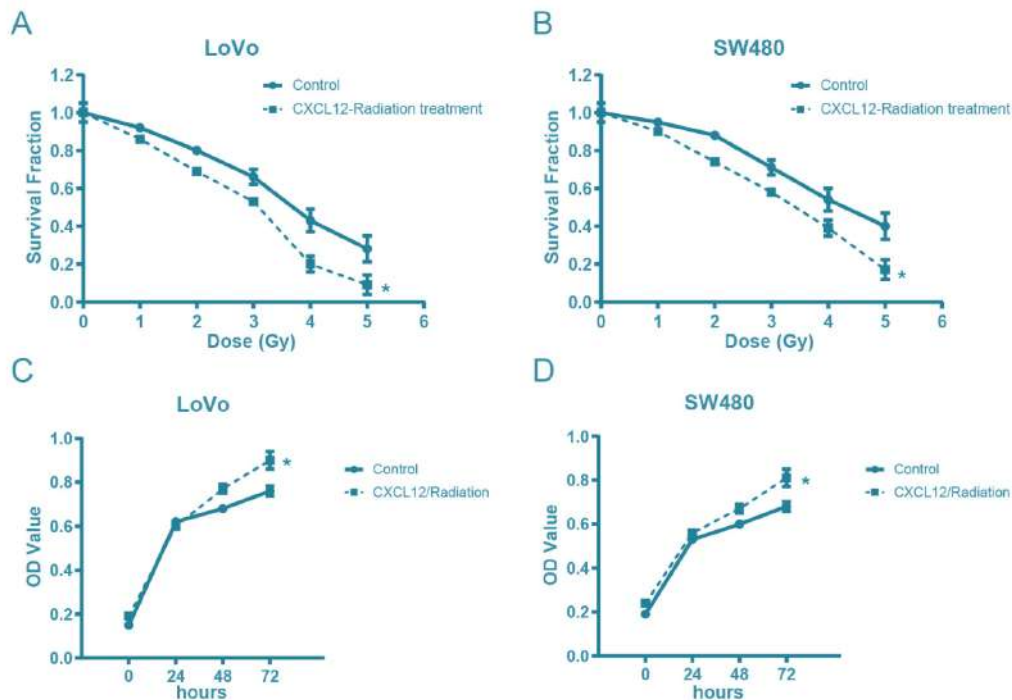 A
LoVo
Control
CXCL12-Radiation treatment
Survival Fraction
1.2
1.0
0.8
0.6
0.4
0.2
0.0
0 1 2 3 4 5 6
Dose (Gy)
*
B
SW480
Control
CXCL12-Radiation treatment
Survival Fraction
1.2
1.0
0.8
0.6
0.4
0.2
0.0
0 1 2 3 4 5 6
Dose (Gy)
*
C
LoVo
Control
CXCL12/Radiation
OD Value
1.0
0.8
0.6
0.4
0.2
0.0
0 24 48 72
hours
*
D
SW480
Control
CXCL12/Radiation
OD Value
1.0
0.8
0.6
0.4
0.2
0.0
0 24 48 72
hours
*